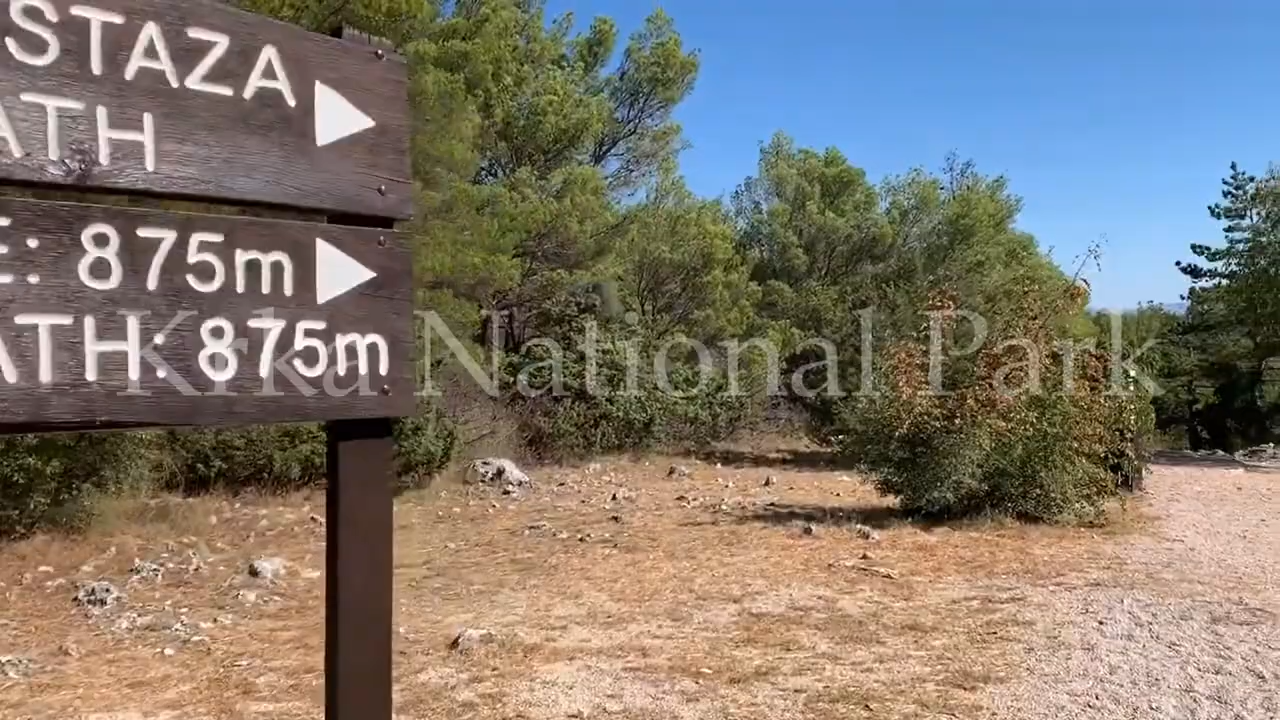 STAZA
ATH
E: 875m
ATH: 875m
Krka National Park